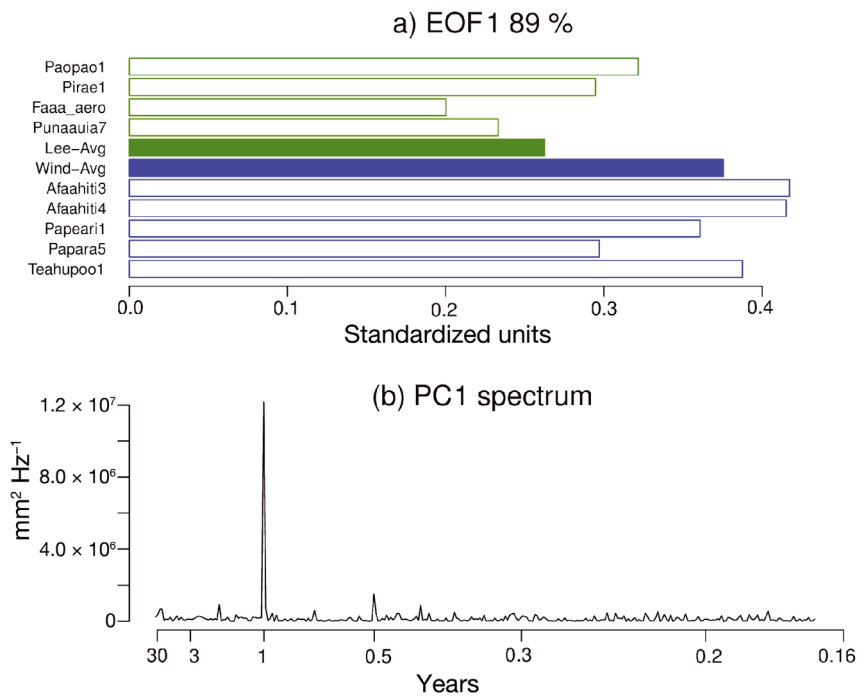 a) EOF1 89 %
Paopao1
Pirae1
Faaa_aero
Punaauia7
Lee−Avg
Wind−Avg
Afaahiti3
Afaahiti4
Papeari1
Papara5
Teahupoo1
0.0 0.1 0.2 0.3 0.4
Standardized units
(b) PC1 spectrum
1.2 × 10⁷
8.0 × 10⁶
4.0 × 10⁶
0
mm² Hz⁻¹
30 3 1 0.5 0.3 0.2 0.16
Years